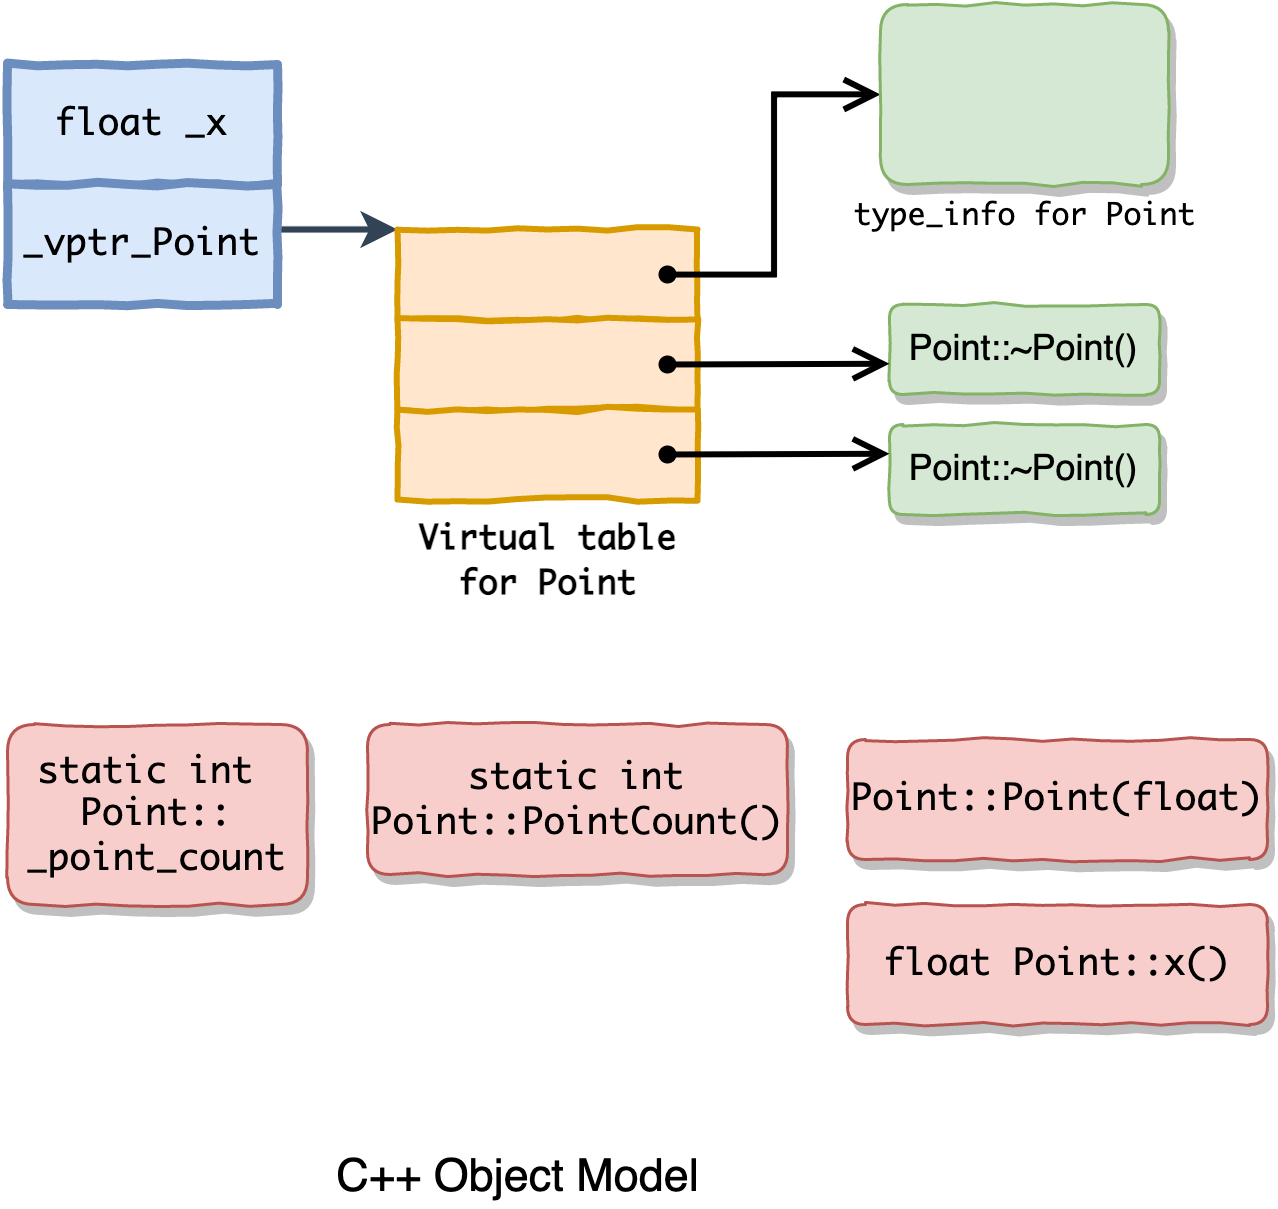 float _x
_vptr_Point
type_info for Point
Point::~Point()
Point::~Point()
Virtual table
for Point
static int
Point::
_point_count
static int
Point::PointCount()
Point::Point(float)
float Point::x()
C++ Object Model